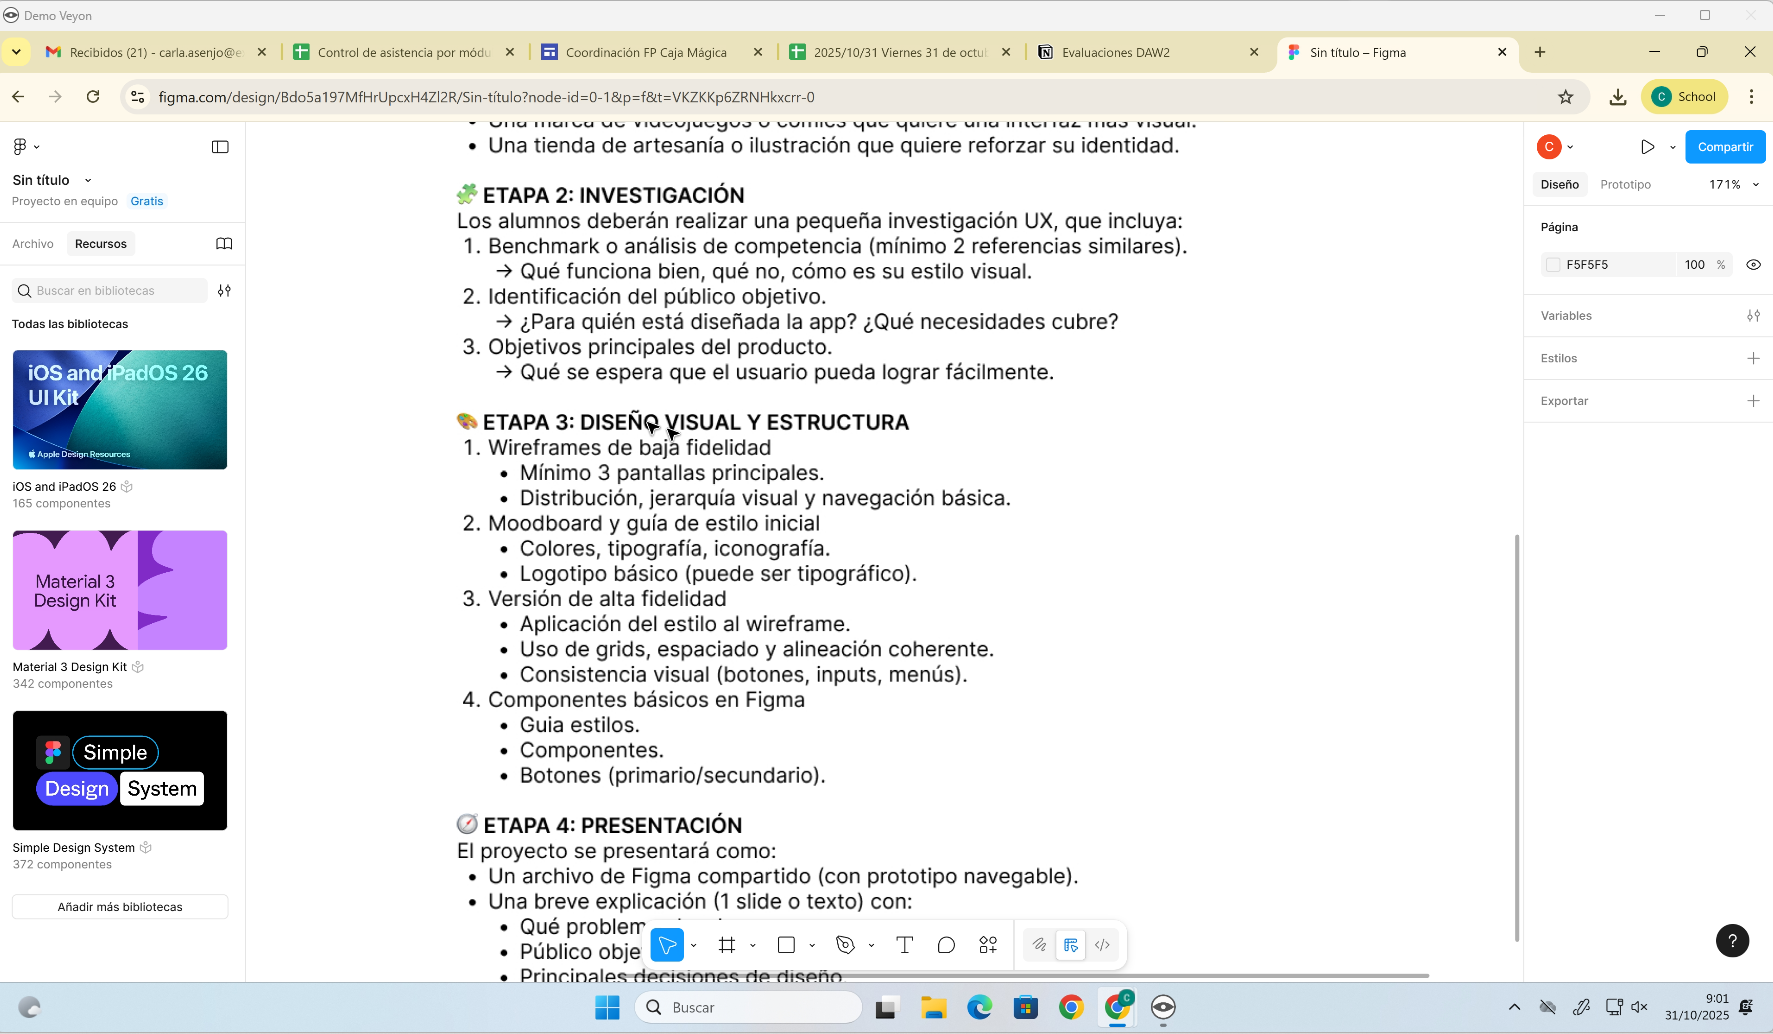 Demo Veyon
Recibidos (21) - carla.asenjo@e
Control de asistencia por módu
Coordinación FP Caja Mágica
2025/10/31 Viernes 31 de octu
Evaluaciones DAW2
Sin título – Figma
figma.com/design/Bdo5a197MfHrUpcxH4Zl2R/Sin-título?node-id=0-1&p=f&t=VKZKKp6ZRNHkxcrr-0
C School
Sin título
Proyecto en equipo Gratis
Archivo Recursos
Buscar en bibliotecas
Todas las bibliotecas
iOS and iPadOS 26
UI Kit
Apple Design Resources
iOS and iPadOS 26
165 componentes
Material 3
Design Kit
Material 3 Design Kit
342 componentes
Simple
Design System
Simple Design System
372 componentes
Añadir más bibliotecas
• Una marca de videojuegos o cómics que quiere una interfaz más visual.
• Una tienda de artesanía o ilustración que quiere reforzar su identidad.
🧩 ETAPA 2: INVESTIGACIÓN
Los alumnos deberán realizar una pequeña investigación UX, que incluya:
1. Benchmark o análisis de competencia (mínimo 2 referencias similares).
→ Qué funciona bien, qué no, cómo es su estilo visual.
2. Identificación del público objetivo.
→ ¿Para quién está diseñada la app? ¿Qué necesidades cubre?
3. Objetivos principales del producto.
→ Qué se espera que el usuario pueda lograr fácilmente.
🎨 ETAPA 3: DISEÑO VISUAL Y ESTRUCTURA
1. Wireframes de baja fidelidad
• Mínimo 3 pantallas principales.
• Distribución, jerarquía visual y navegación básica.
2. Moodboard y guía de estilo inicial
• Colores, tipografía, iconografía.
• Logotipo básico (puede ser tipográfico).
3. Versión de alta fidelidad
• Aplicación del estilo al wireframe.
• Uso de grids, espaciado y alineación coherente.
• Consistencia visual (botones, inputs, menús).
4. Componentes básicos en Figma
• Guia estilos.
• Componentes.
• Botones (primario/secundario).
🧭 ETAPA 4: PRESENTACIÓN
El proyecto se presentará como:
• Un archivo de Figma compartido (con prototipo navegable).
• Una breve explicación (1 slide o texto) con:
• Qué problem
• Público obje
• Principales decisiones de diseño.
C
Compartir
Diseño Prototipo 171%
Página
F5F5F5 100 %
Variables
Estilos
Exportar
?
Buscar
C
9:01
31/10/2025